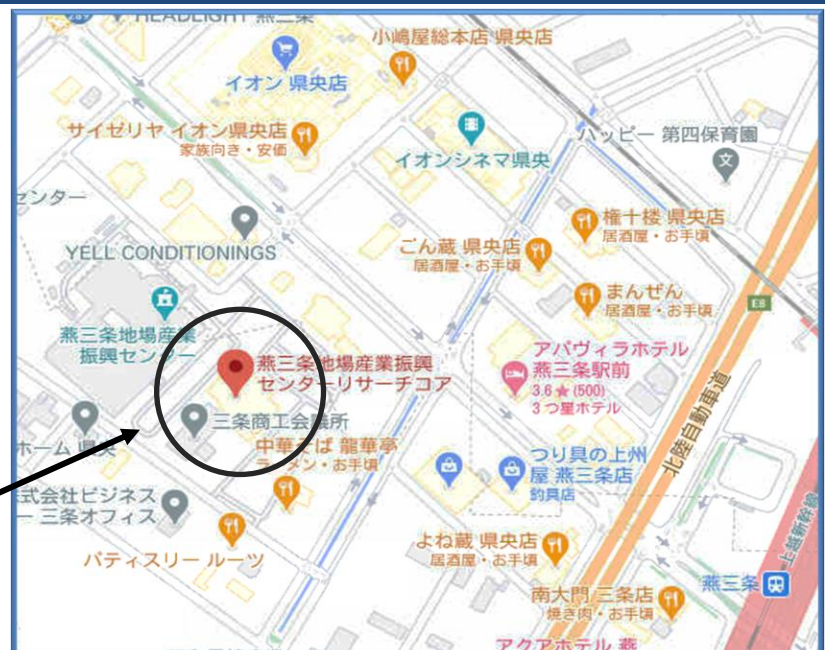 289
HEADLIGHT 燕三条
小嶋屋総本店 県央店
イオン 県央店
サイゼリヤ イオン県央店
家族向き・安価
イオンシネマ県央
ハッピー 第四保育園
センター
YELL CONDITIONINGS
権十楼 県央店
居酒屋・お手頃
ごん蔵 県央店
居酒屋・お手頃
まんぜん
居酒屋・お手頃
E8
燕三条地場産業
振興センター
燕三条地場産業振興
センターリサーチコア
アパヴィラホテル
燕三条駅前
3.6 ★ (500)
3 つ星ホテル
北陸自動車道
三条商工会議所
ホーム 県央
中華そば 龍華亭
ラーメン・お手頃
つり具の上州
屋 燕三条店
釣具店
式会社ビジネス
ー 三条オフィス
パティスリー ルーツ
よね蔵 県央店
居酒屋・お手頃
上越新幹線
燕三条
南大門 三条店
焼き肉・お手頃
アクアホテル 燕